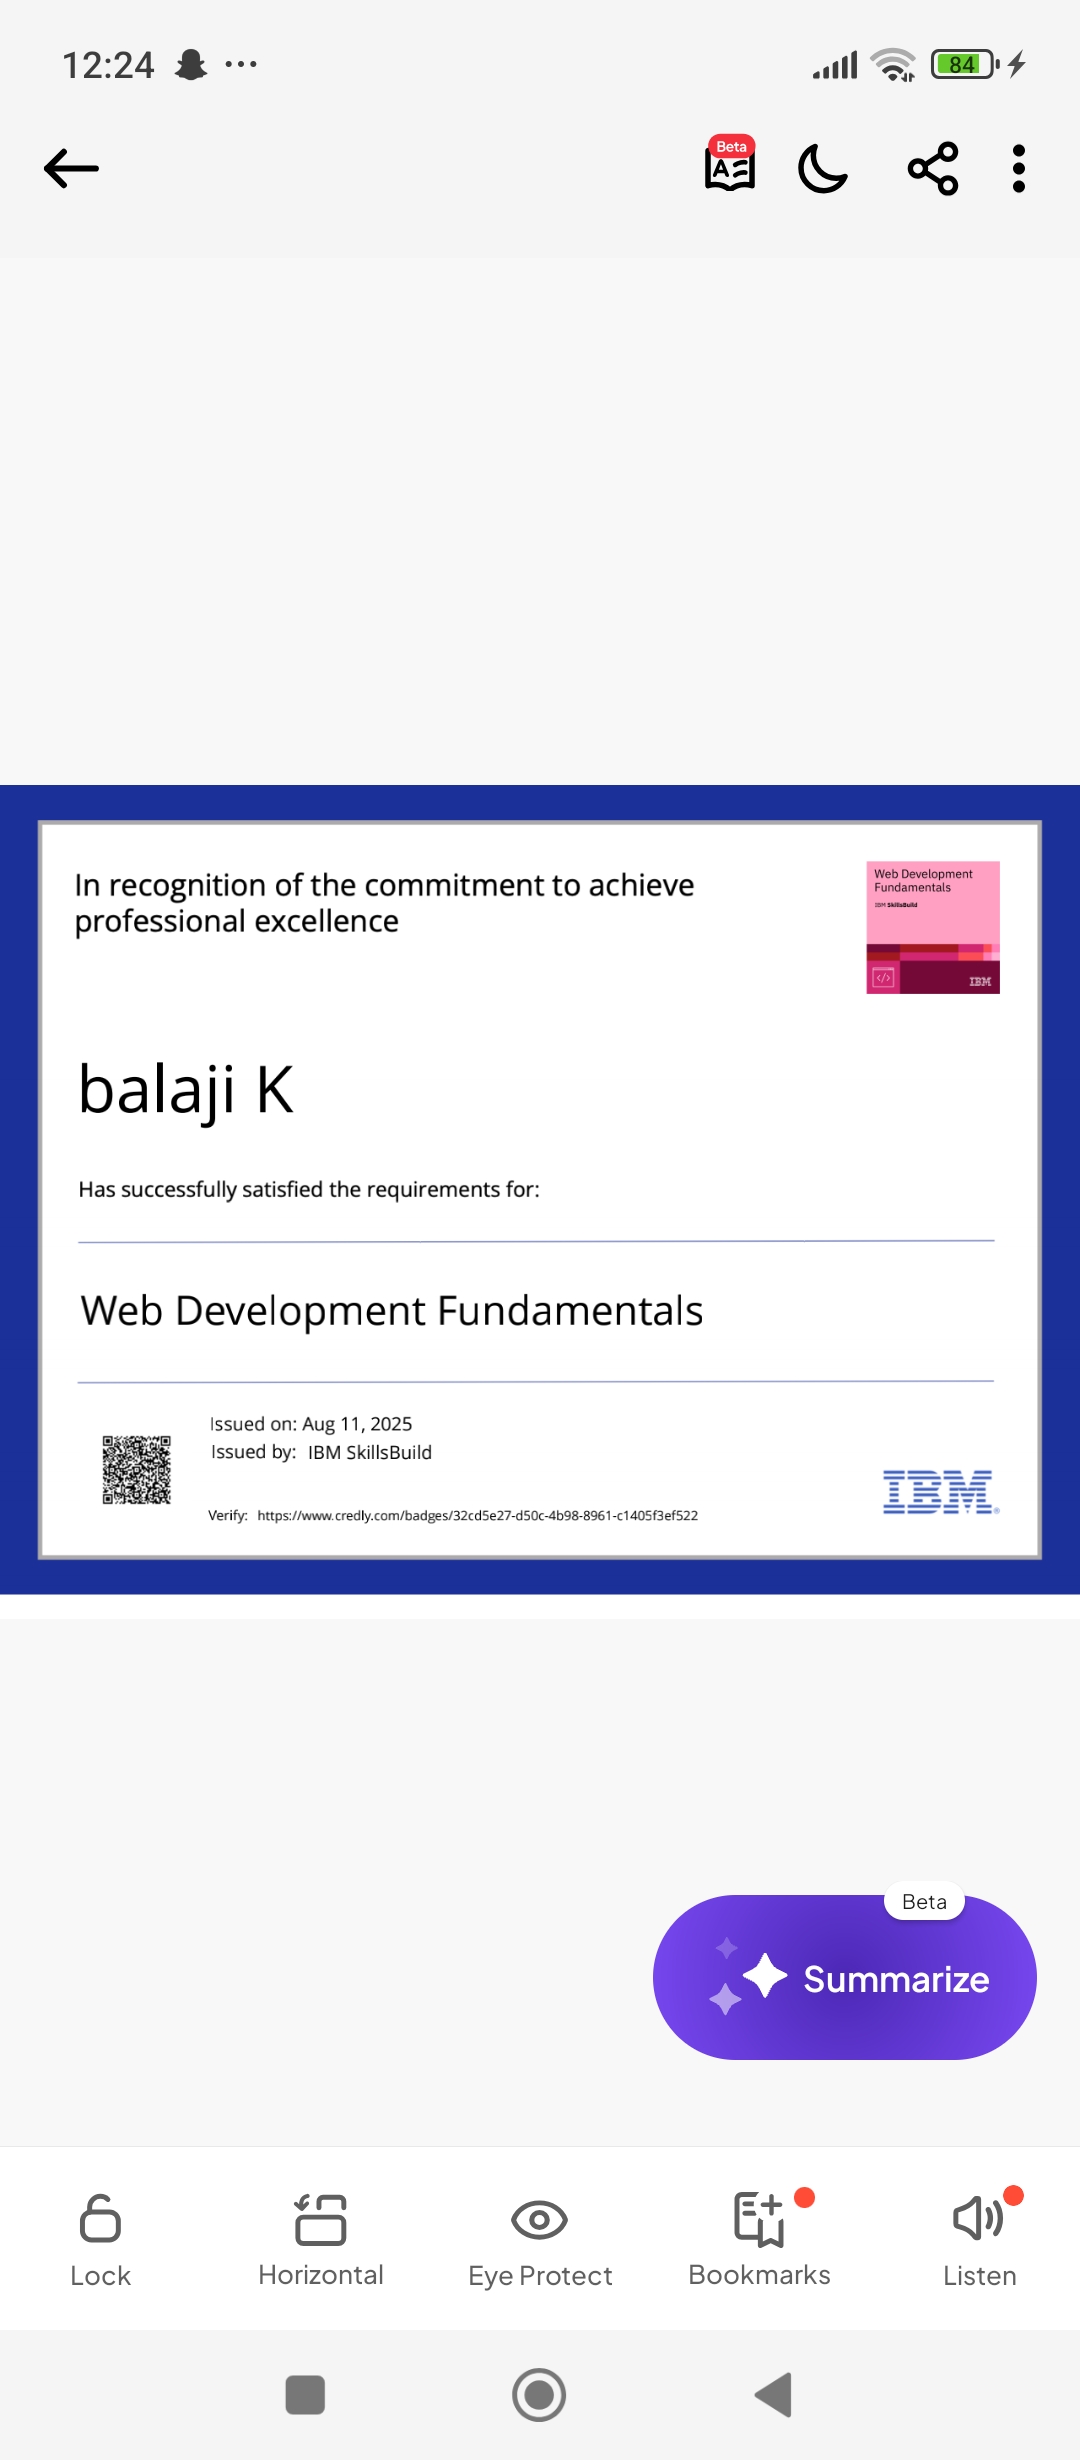 12:24
84
Beta
In recognition of the commitment to achieve
professional excellence
Web Development
Fundamentals
IBM SkillsBuild
IBM
balaji K
Has successfully satisfied the requirements for:
Web Development Fundamentals
Issued on: Aug 11, 2025
Issued by: IBM SkillsBuild
Verify: https://www.credly.com/badges/32cd5e27-d50c-4b98-8961-c1405f3ef522
IBM®
Beta
Summarize
Lock
Horizontal
Eye Protect
Bookmarks
Listen